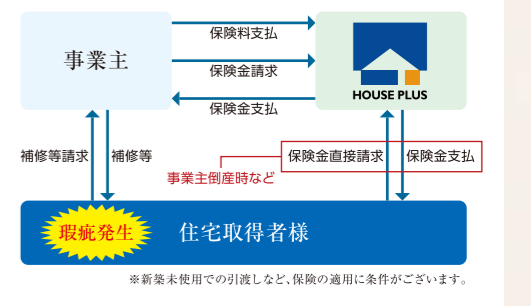 保険料支払
事業主
保険金請求
HOUSE PLUS
保険金支払
補修等請求
補修等
保険金直接請求
保険金支払
事業主倒産時など
瑕疵発生
住宅取得者様
※新築未使用での引渡しなど、保険の適用に条件がございます。